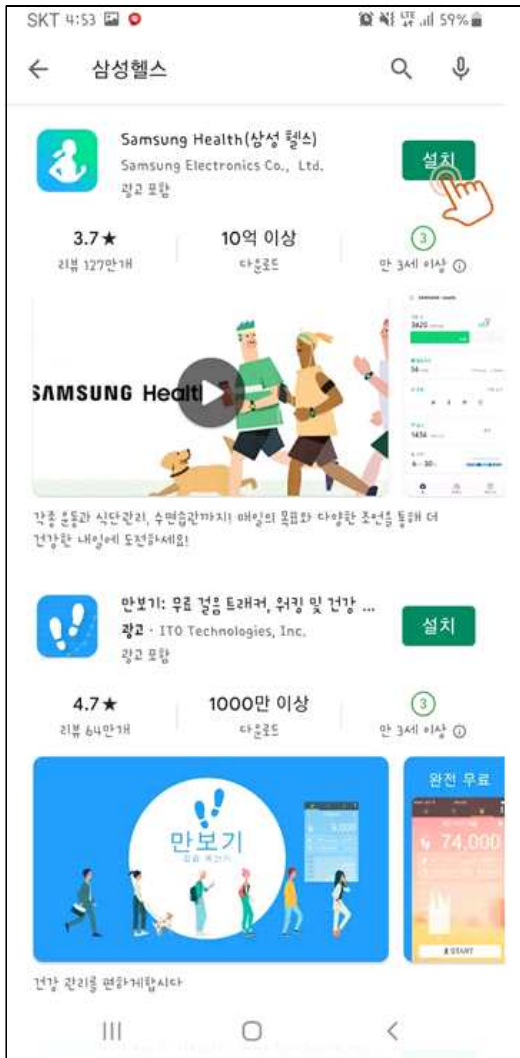 SKT 4:53 59%
삼성헬스
Samsung Health(삼성 헬스)
Samsung Electronics Co., Ltd.
광고 포함
설치
3.7★ 10억 이상 3
리뷰 127만개 다운로드 만 3세 이상
SAMSUNG Health
각종 운동과 식단관리, 수면습관까지! 매일의 목표와 다양한 조언을 통해 더
건강한 내일에 도전하세요!
만보기: 무료 걸음 트래커, 워킹 및 건강 ...
광고 · ITO Technologies, Inc.
광고 포함
설치
4.7★ 1000만 이상 3
리뷰 64만개 다운로드 만 3세 이상
만보기
완전 무료
74,000
START
건강 관리를 편하게합시다